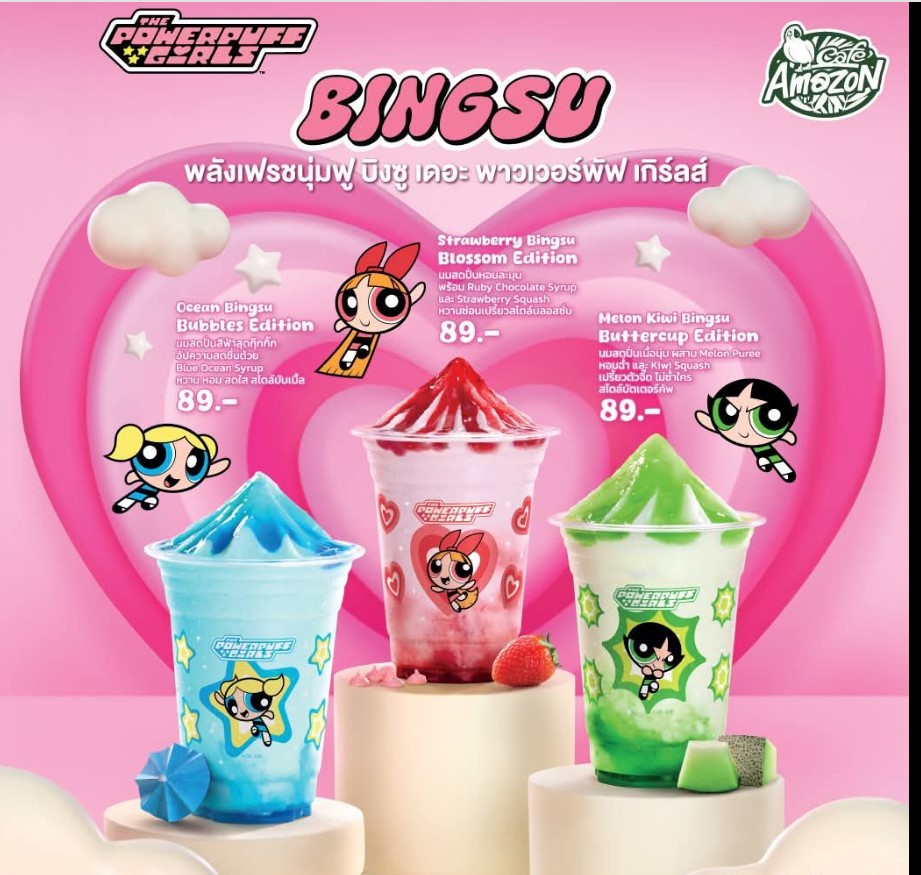 THE
POWERPUFF
GIRLS
Café
Amazon
BINGSU
พลังเฟรชนุ่มฟู บิงซู เดอะ พาวเวอร์พัฟ เกิร์ลส์
Strawberry Bingsu
Blossom Edition
นมสดปั่นหอมละมุน
พร้อม Ruby Chocolate Syrup
และ Strawberry Squash
หวานซ่อนเปรี้ยวสไตล์บลอสซั่ม
89.-
Ocean Bingsu
Bubbles Edition
นมสดปั่นสีฟ้าสุดกุ๊กกิ๊ก
อัปความสดชื่นด้วย
Blue Ocean Syrup
หวาน หอม สดใส สไตล์บับเบิ้ล
89.-
Melon Kiwi Bingsu
Buttercup Edition
นมสดปั่นเนื้อนุ่ม ผสาน Melon Puree
หอมฉ่ำ และ Kiwi Squash
เปรี้ยวตัวจี๊ด ไม่ซ้ำใคร
สไตล์บัตเตอร์คัพ
89.-
THE
POWERPUFF
GIRLS
THE
POWERPUFF
GIRLS
THE
POWERPUFF
GIRLS